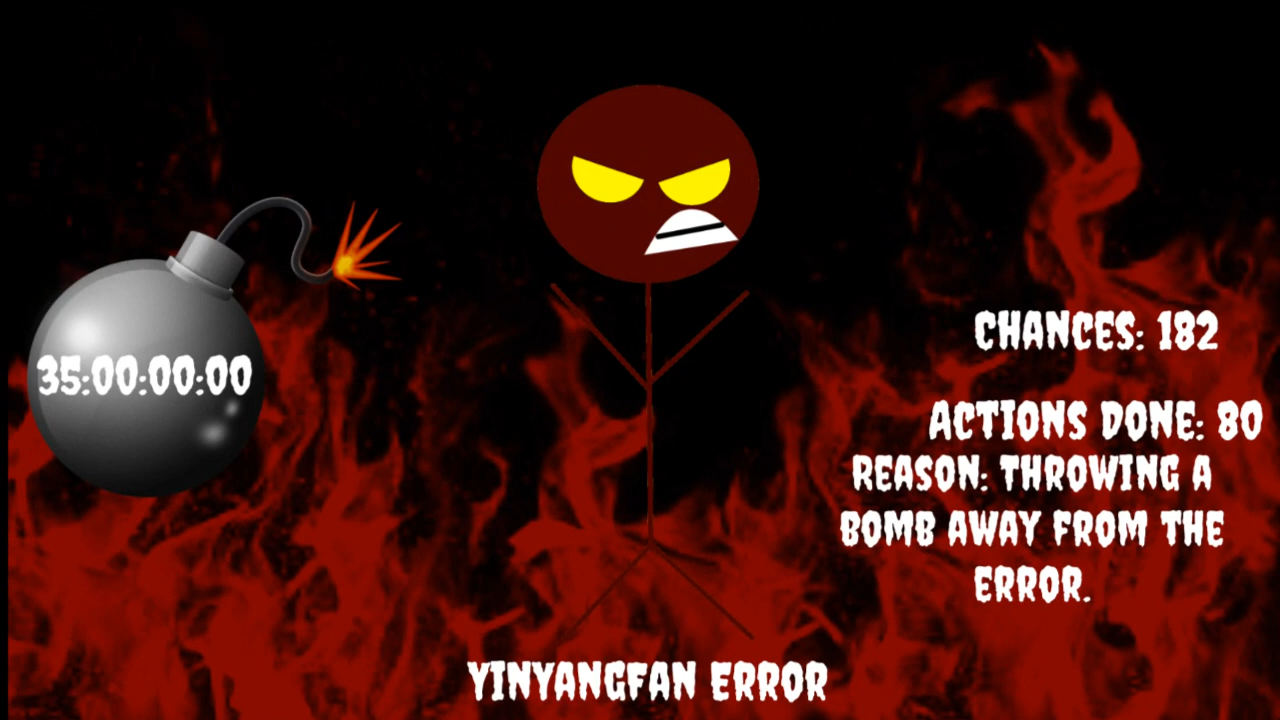 35:00:00:00
CHANCES: 182
ACTIONS DONE: 80
REASON: THROWING A
BOMB AWAY FROM THE
ERROR.
YINYANGFAN ERROR